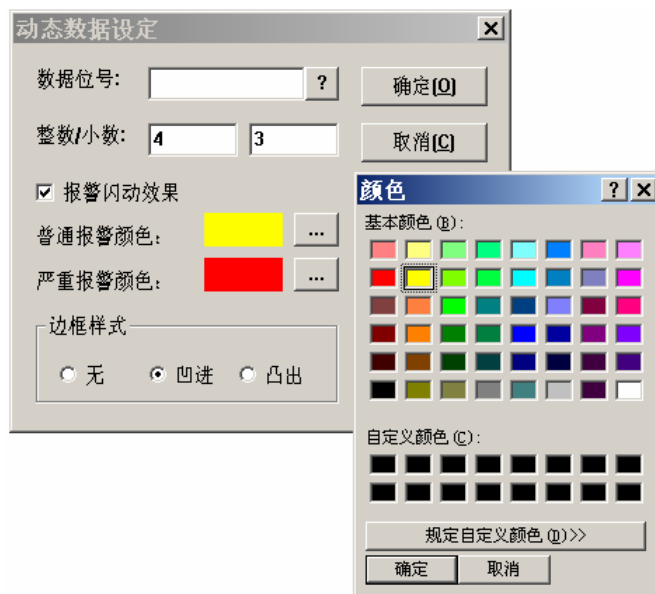 动态数据设定
数据位号: ?
确定[O]
整数/小数: 4 3
取消[C]
报警闪动效果
普通报警颜色: ...
严重报警颜色: ...
边框样式
无 凹进 凸出
颜色 ?
基本颜色(B):
自定义颜色(C):
规定自定义颜色(D)>>
确定 取消